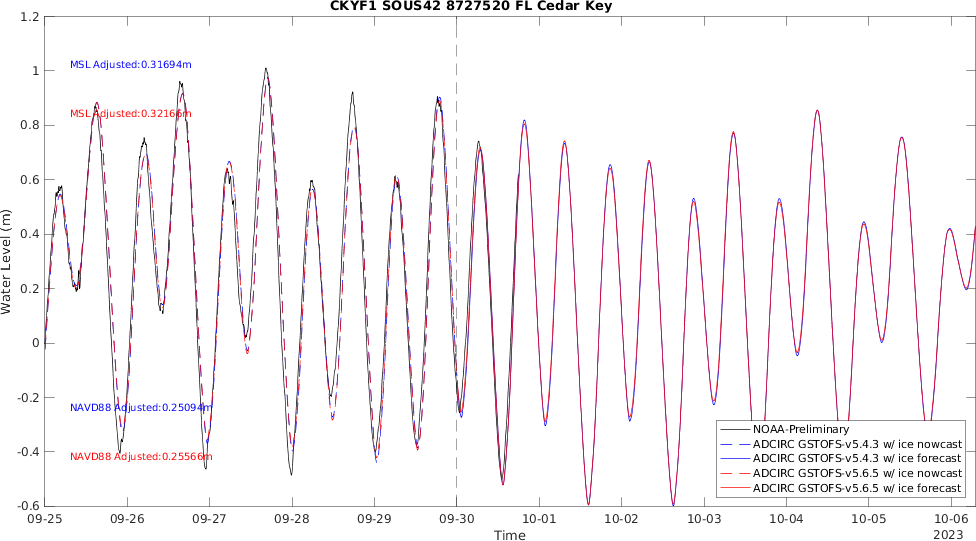 CKYF1 SOUS42 8727520 FL Cedar Key
1.2
1
0.8
0.6
0.4
0.2
0
-0.2
-0.4
-0.6
Water Level (m)
MSL Adjusted:0.31694m
MSL Adjusted:0.32166m
NAVD88 Adjusted:0.25094m
NAVD88 Adjusted:0.25566m
NOAA-Preliminary
ADCIRC GSTOFS-v5.4.3 w/ ice nowcast
ADCIRC GSTOFS-v5.4.3 w/ ice forecast
ADCIRC GSTOFS-v5.6.5 w/ ice nowcast
ADCIRC GSTOFS-v5.6.5 w/ ice forecast
09-25 09-26 09-27 09-28 09-29 09-30 10-01 10-02 10-03 10-04 10-05 10-06
Time
2023